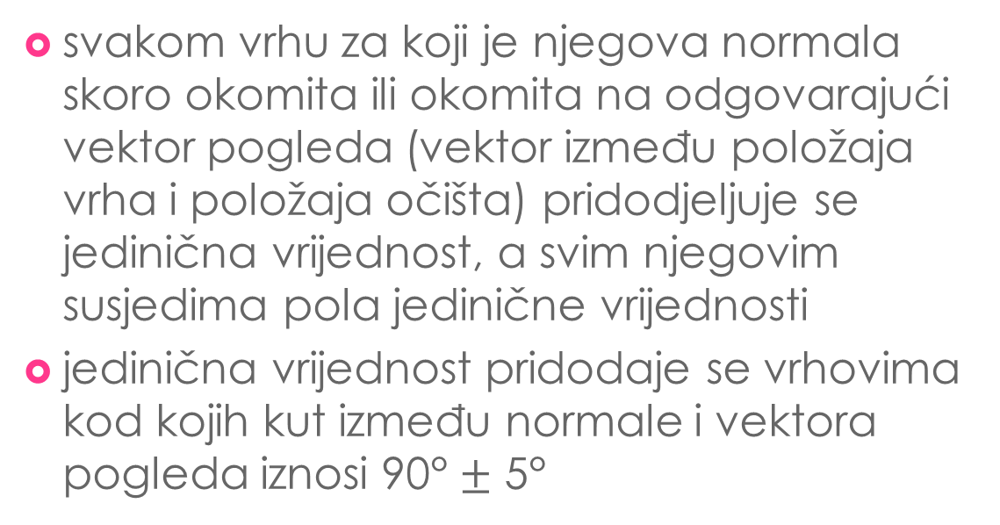 svakom vrhu za koji je njegova normala
skoro okomita ili okomita na odgovarajući
vektor pogleda (vektor između položaja
vrha i položaja očišta) pridodjeljuje se
jedinična vrijednost, a svim njegovim
susjedima pola jedinične vrijednosti
jedinična vrijednost pridodaje se vrhovima
kod kojih kut između normale i vektora
pogleda iznosi 90° ± 5°